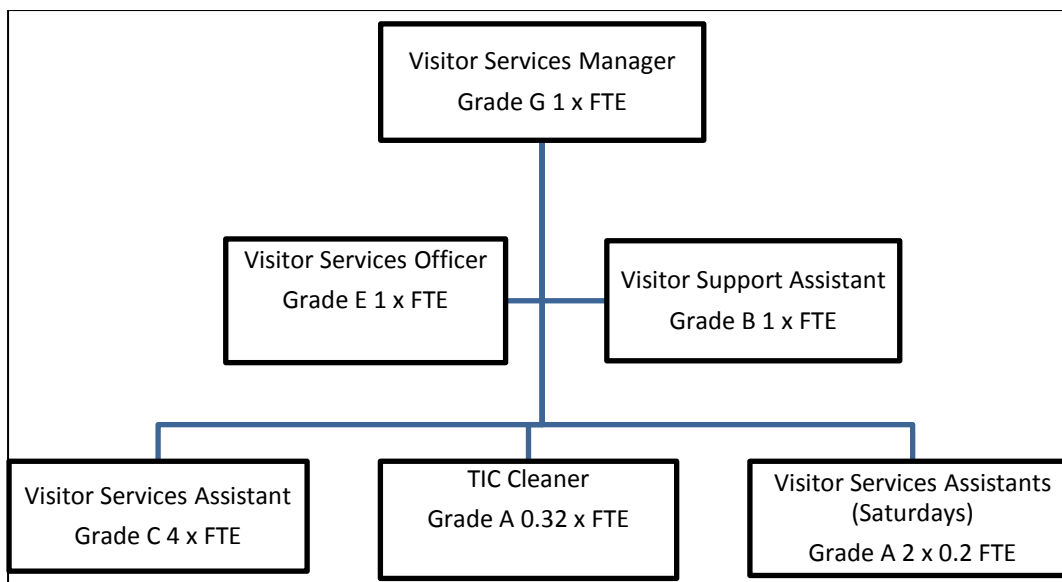 Visitor Services Manager
Grade G 1 x FTE
Visitor Services Officer
Grade E 1 x FTE
Visitor Support Assistant
Grade B 1 x FTE
Visitor Services Assistant
Grade C 4 x FTE
TIC Cleaner
Grade A 0.32 x FTE
Visitor Services Assistants
(Saturdays)
Grade A 2 x 0.2 FTE